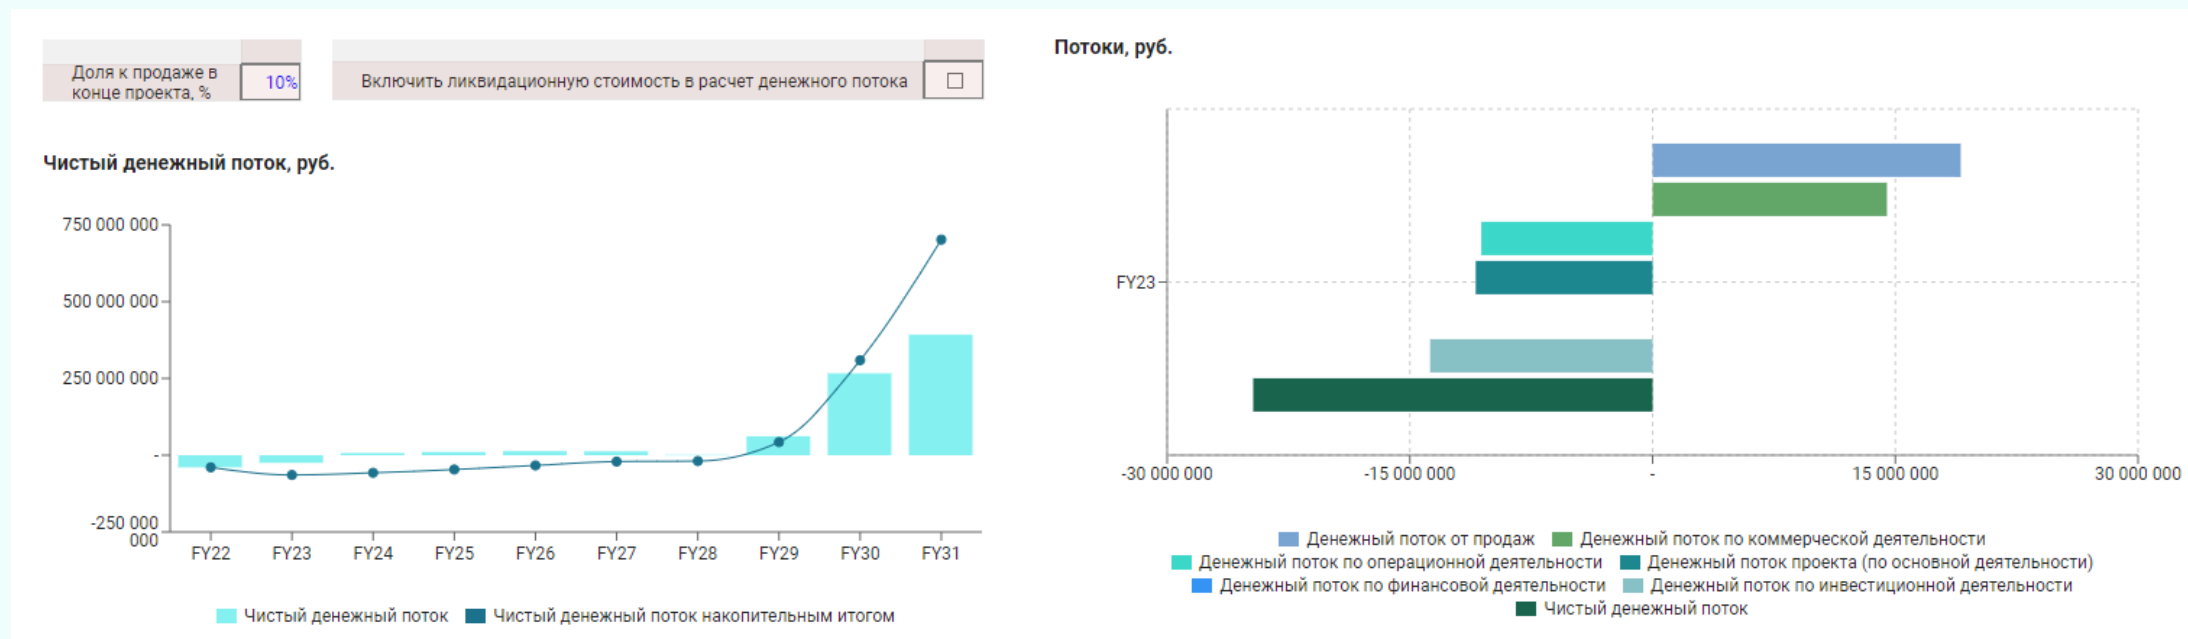 Доля к продаже в
конце проекта, %
10%
Включить ликвидационную стоимость в расчет денежного потока
Чистый денежный поток, руб.
750 000 000
500 000 000
250 000 000
-
-250 000
000
FY22 FY23 FY24 FY25 FY26 FY27 FY28 FY29 FY30 FY31
Чистый денежный поток Чистый денежный поток накопительным итогом
Потоки, руб.
FY23
-30 000 000 -15 000 000 - 15 000 000 30 000 000
Денежный поток от продаж Денежный поток по коммерческой деятельности
Денежный поток по операционной деятельности Денежный поток проекта (по основной деятельности)
Денежный поток по финансовой деятельности Денежный поток по инвестиционной деятельности
Чистый денежный поток